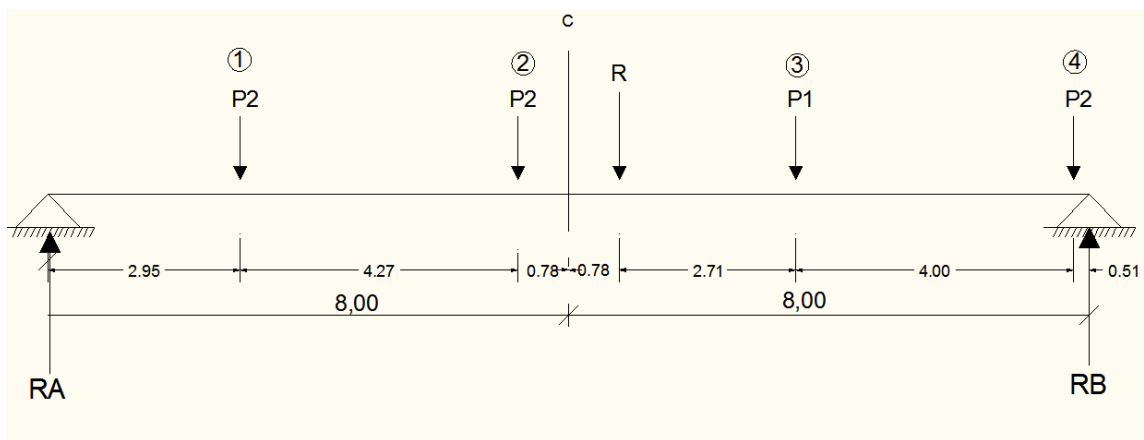 C
① ② ③ ④
P2 P2 R P1 P2
2.95 4.27 0.78 0.78 2.71 4.00 0.51
8,00 8,00
RA RB